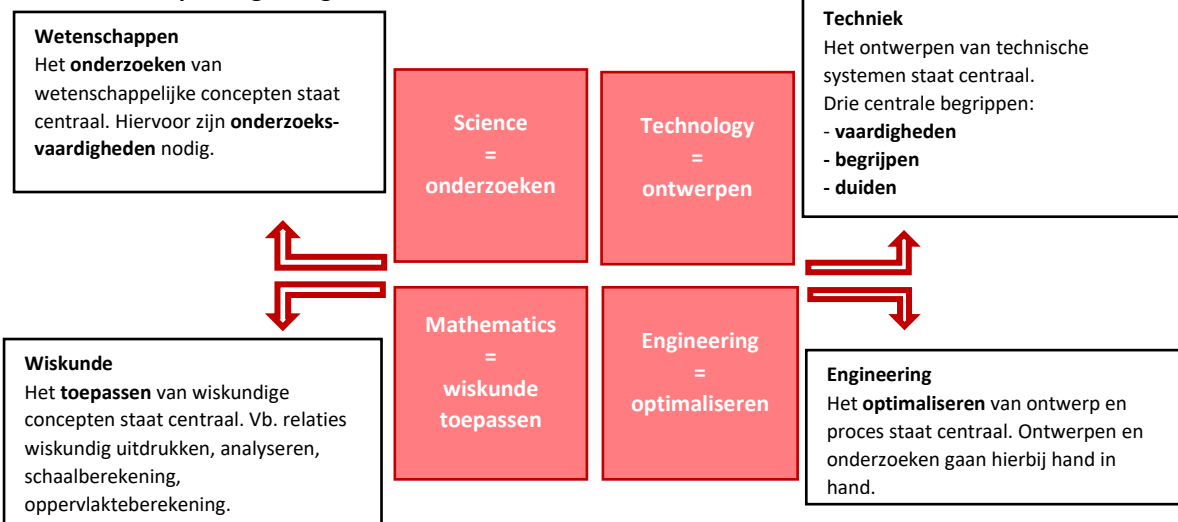 Wetenschappen
Het onderzoeken van
wetenschappelijke concepten staat
centraal. Hiervoor zijn onderzoeks-
vaardigheden nodig.
Science
=
onderzoeken
Technology
=
ontwerpen
Techniek
Het ontwerpen van technische
systemen staat centraal.
Drie centrale begrippen:
- vaardigheden
- begrijpen
- duiden
Wiskunde
Het toepassen van wiskundige
concepten staat centraal. Vb. relaties
wiskundig uitdrukken, analyseren,
schaalberekening,
oppervlakteberekening.
Mathematics
=
wiskunde
toepassen
Engineering
=
optimaliseren
Engineering
Het optimaliseren van ontwerp en
proces staat centraal. Ontwerpen en
onderzoeken gaan hierbij hand in
hand.